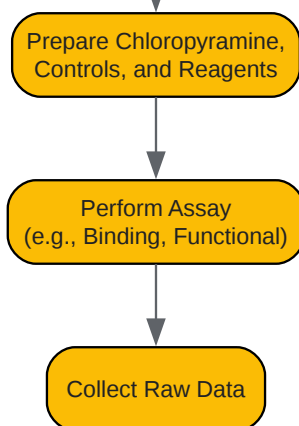 Prepare Chloropyramine,
Controls, and Reagents
Perform Assay
(e.g., Binding, Functional)
Collect Raw Data